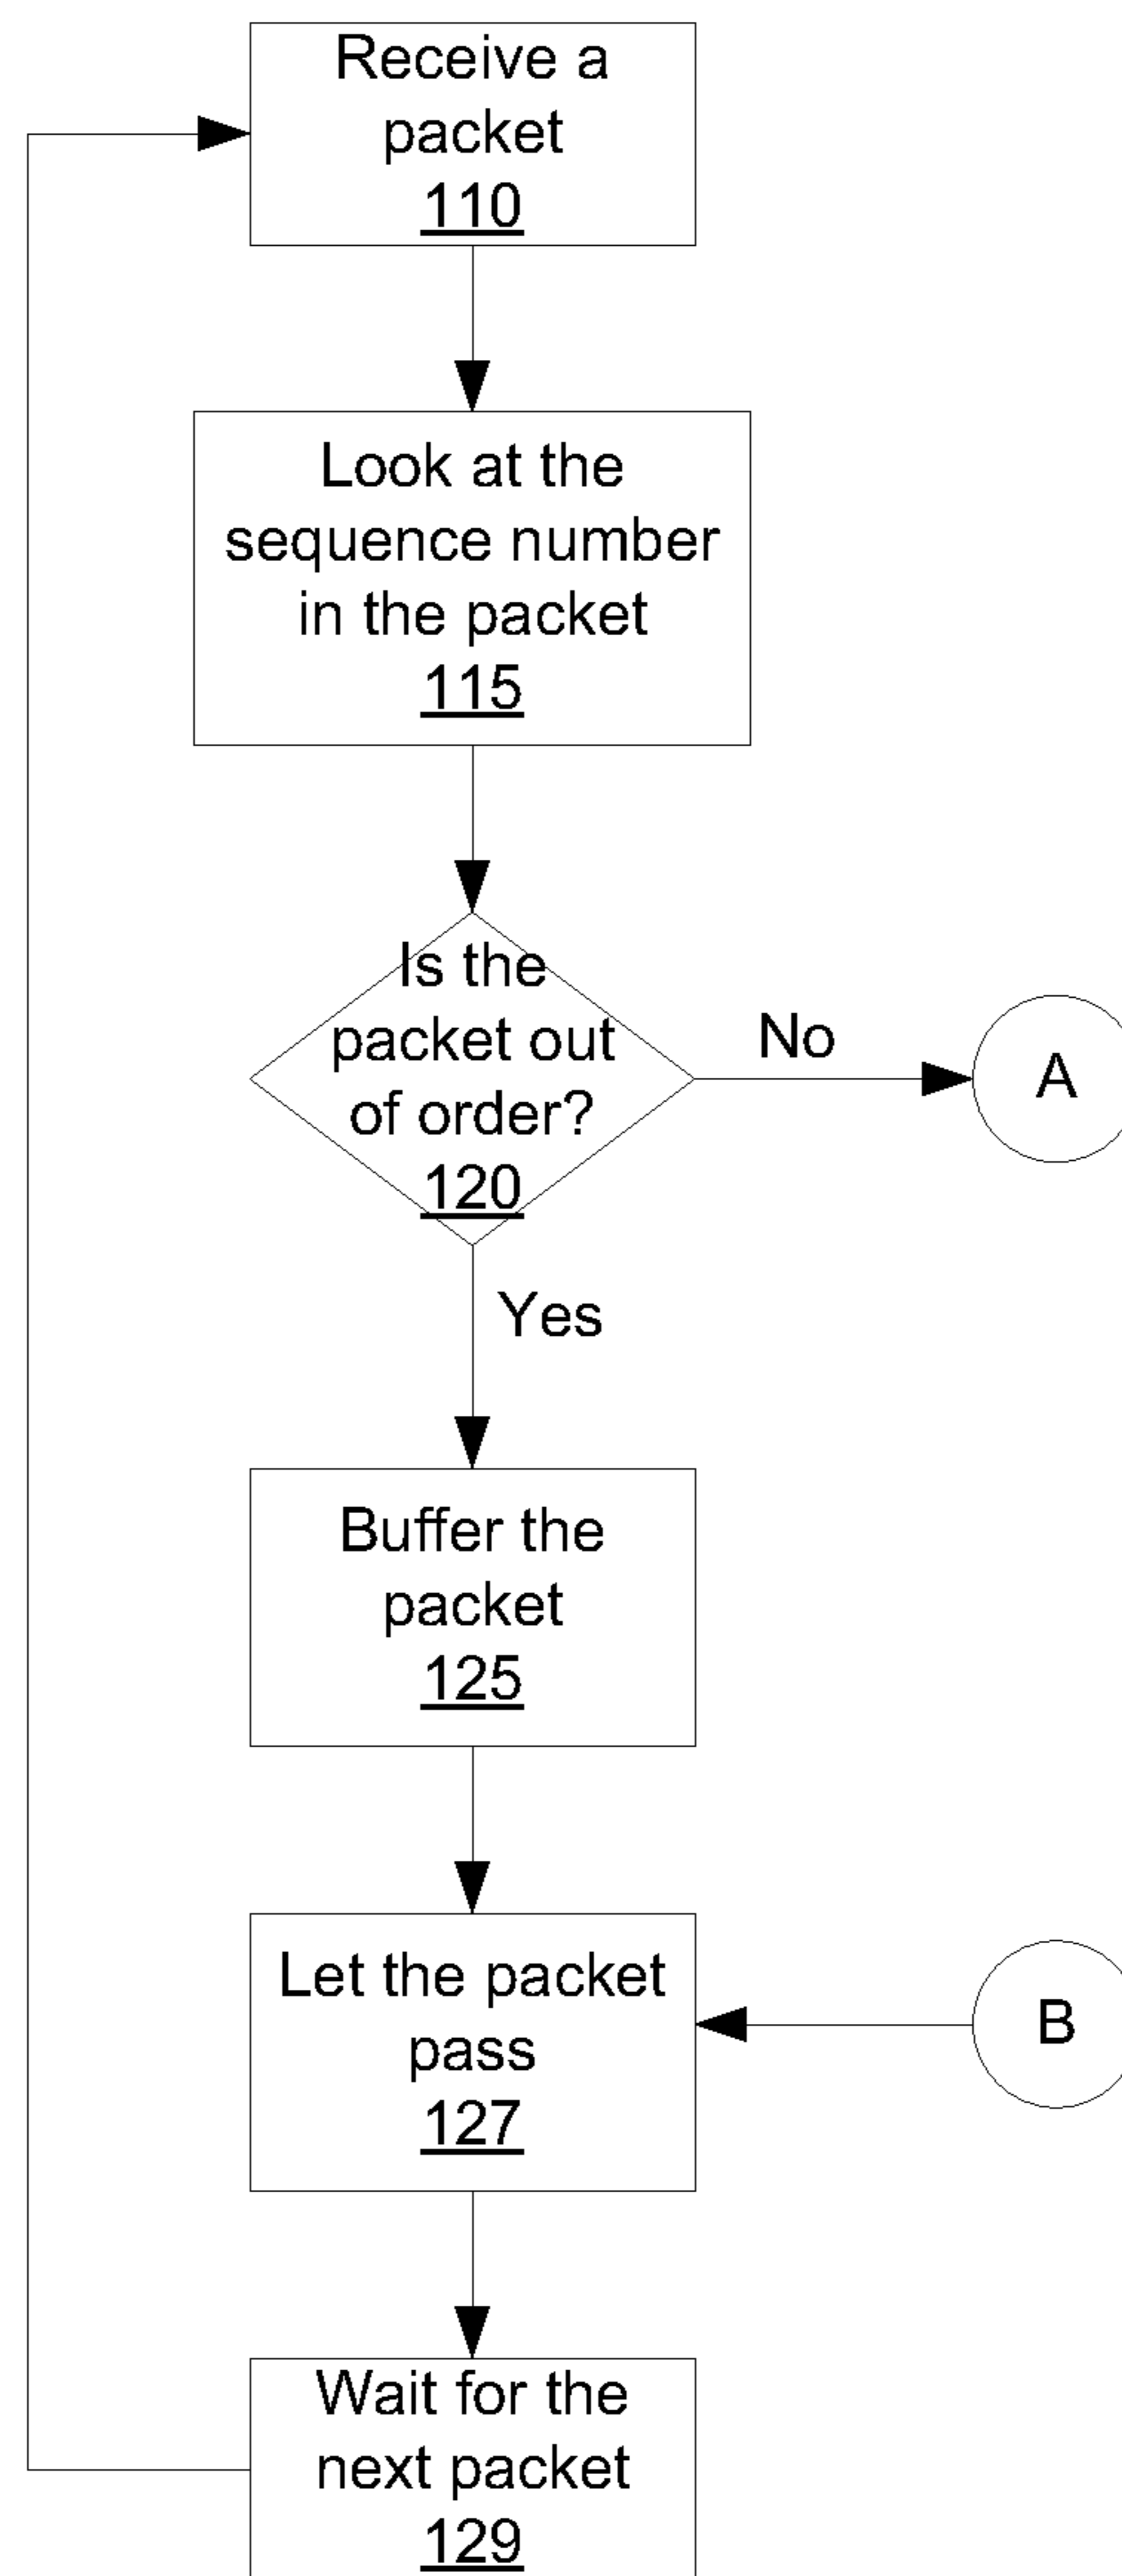 Receive a
packet
110
Look at the
sequence number
in the packet
115
Is the
packet out
of order?
120
No
A
Yes
Buffer the
packet
125
Let the packet
pass
127
B
Wait for the
next packet
129